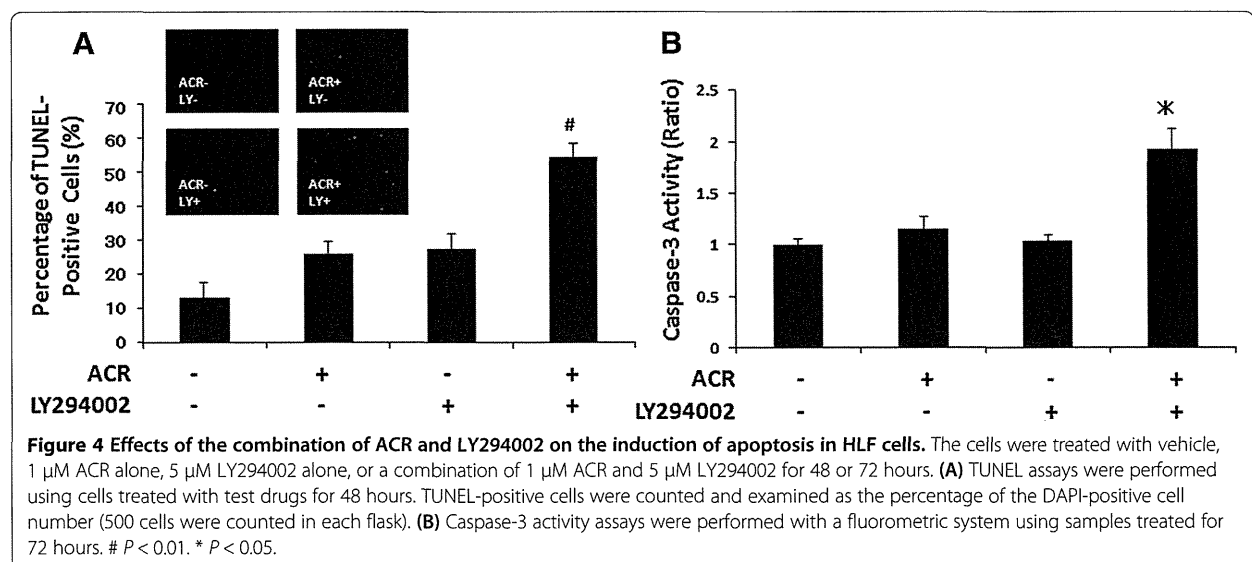 A
B
ACR-
LY-
ACR+
LY-
ACR-
LY+
ACR+
LY+
Percentage of TUNEL-
Positive Cells (%)
70
60
50
40
30
20
10
0
#
ACR - + - +
LY294002 - - + +
Caspase-3 Activity (Ratio)
2.5
2
1.5
1
0.5
0
*
ACR - + - +
LY294002 - - + +
Figure 4 Effects of the combination of ACR and LY294002 on the induction of apoptosis in HLF cells. The cells were treated with vehicle,
1 μM ACR alone, 5 μM LY294002 alone, or a combination of 1 μM ACR and 5 μM LY294002 for 48 or 72 hours. (A) TUNEL assays were performed
using cells treated with test drugs for 48 hours. TUNEL-positive cells were counted and examined as the percentage of the DAPI-positive cell
number (500 cells were counted in each flask). (B) Caspase-3 activity assays were performed with a fluorometric system using samples treated for
72 hours. # P < 0.01. * P < 0.05.